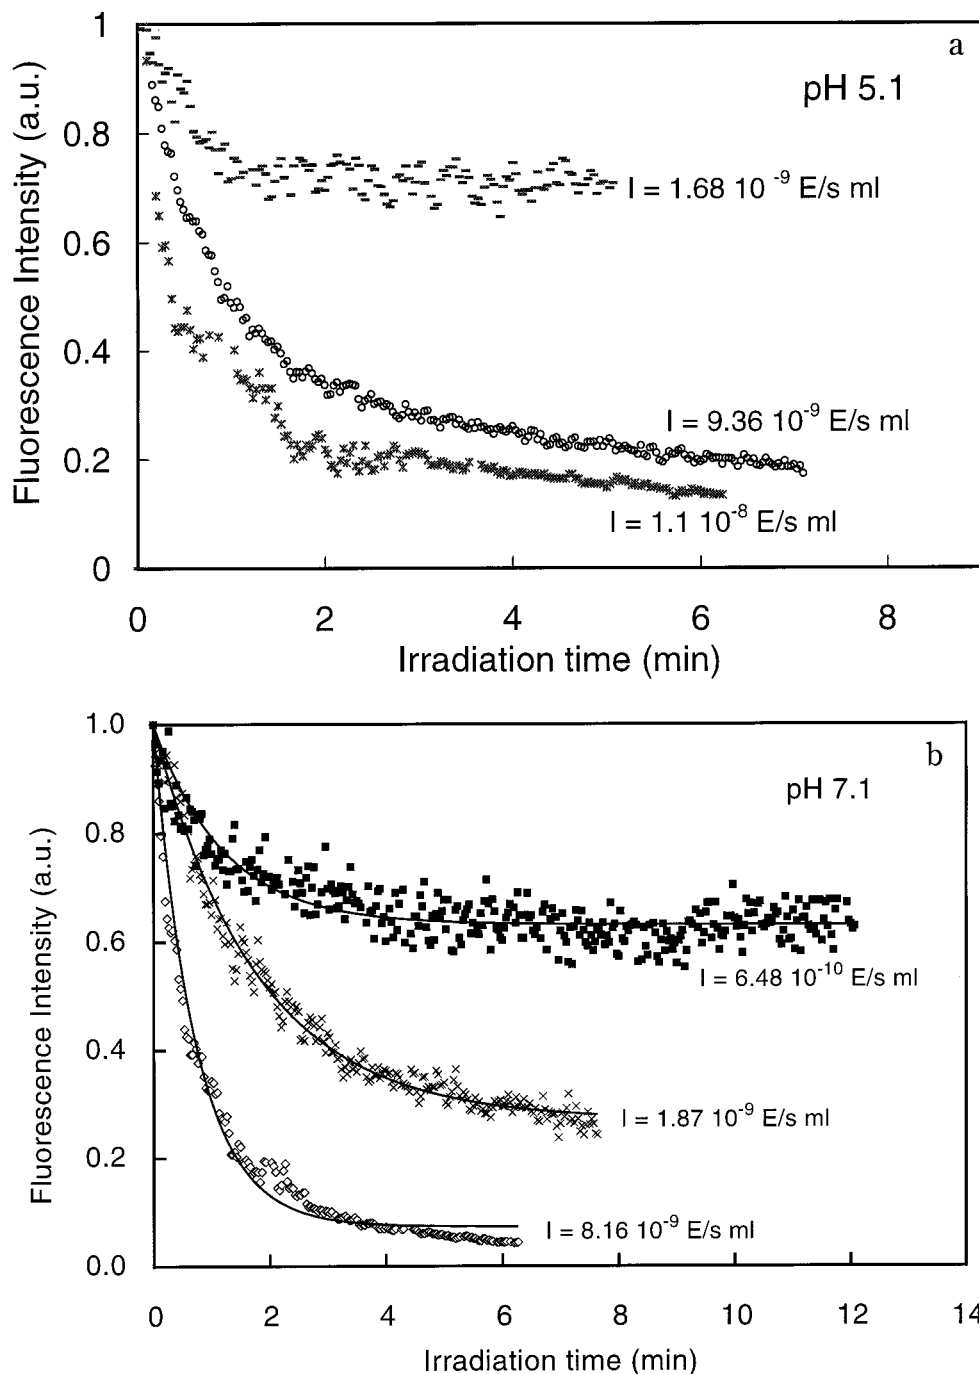 a
pH 5.1
Fluorescence Intensity (a.u.)
1
0.8
0.6
0.4
0.2
0
I = 1.68 10 -9 E/s ml
I = 9.36 10-9 E/s ml
I = 1.1 10-8 E/s ml
0 2 4 6 8
Irradiation time (min)
b
pH 7.1
Fluorescence Intensity (a.u.)
1.0
0.8
0.6
0.4
0.2
0.0
I = 6.48 10-10 E/s ml
I = 1.87 10-9 E/s ml
I = 8.16 10-9 E/s ml
0 2 4 6 8 10 12 14
Irradiation time (min)